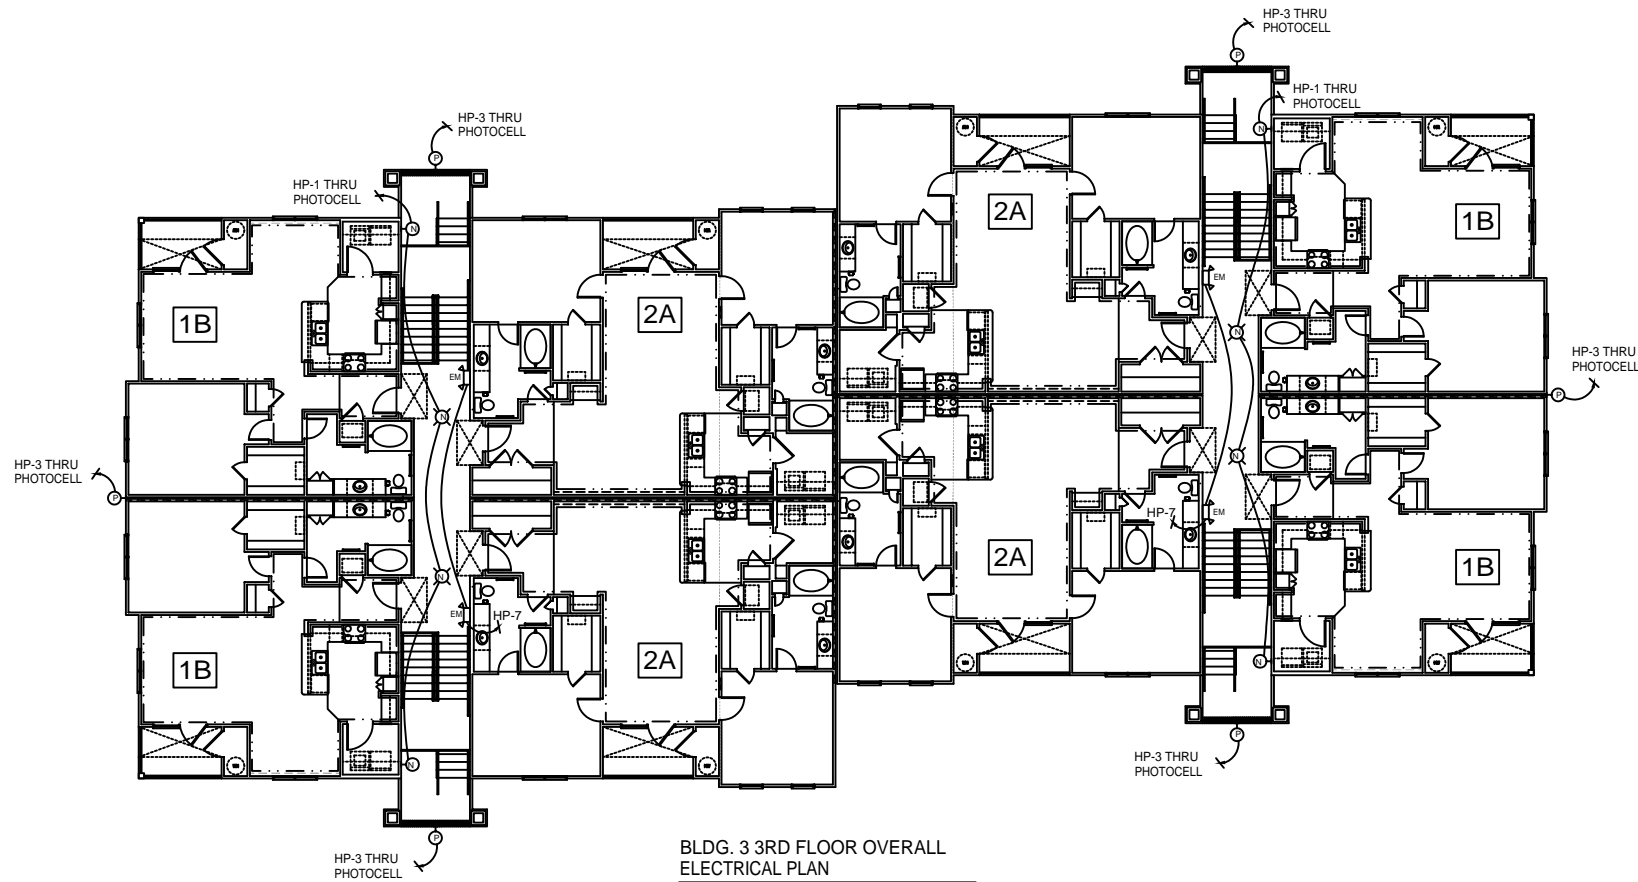 HP-3 THRU
PHOTOCELL
P
HP-1 THRU
PHOTOCELL
N
HP-3 THRU
PHOTOCELL
P
HP-1 THRU
PHOTOCELL
N
2A
1B
EM
N
1B
2A
EM
N
HP-3 THRU
PHOTOCELL
P
HP-3 THRU
PHOTOCELL
P
N
HP-7
EM
2A
1B
N
EM
HP-7
1B
2A
N
N
P
HP-3 THRU
PHOTOCELL
P
HP-3 THRU
PHOTOCELL
BLDG. 3 3RD FLOOR OVERALL
ELECTRICAL PLAN